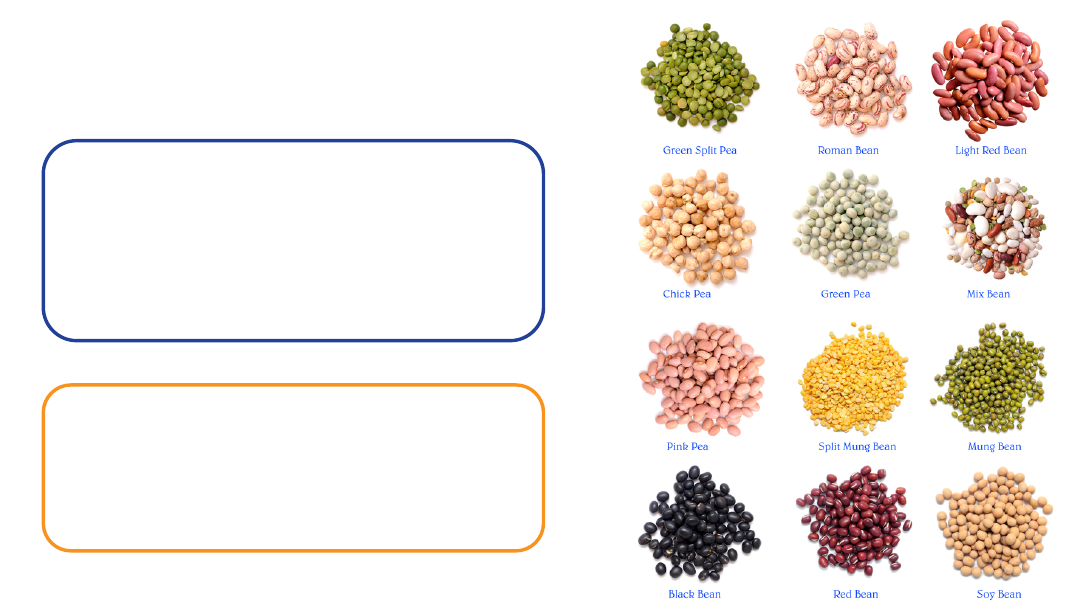 Green Split Pea
Roman Bean
Light Red Bean
Chick Pea
Green Pea
Mix Bean
Pink Pea
Split Mung Bean
Mung Bean
Black Bean
Red Bean
Soy Bean